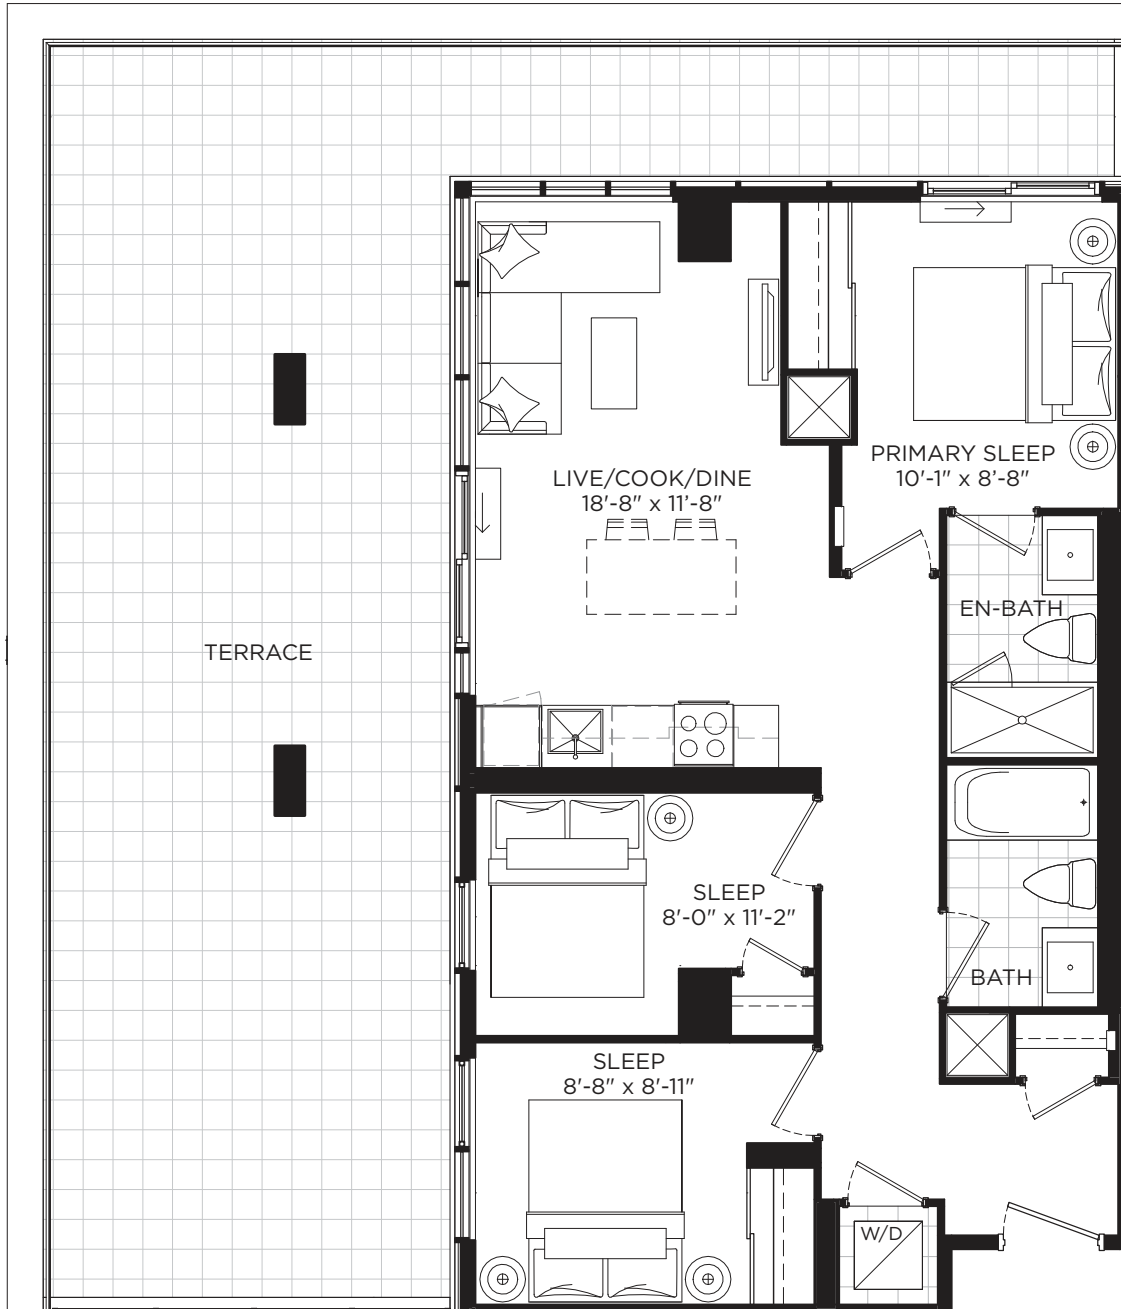 PRIMARY SLEEP
10'-1" x 8'-8"
LIVE/COOK/DINE
18'-8" x 11'-8"
EN-BATH
TERRACE
SLEEP
8'-0" x 11'-2"
BATH
SLEEP
8'-8" x 8'-11"
W/D